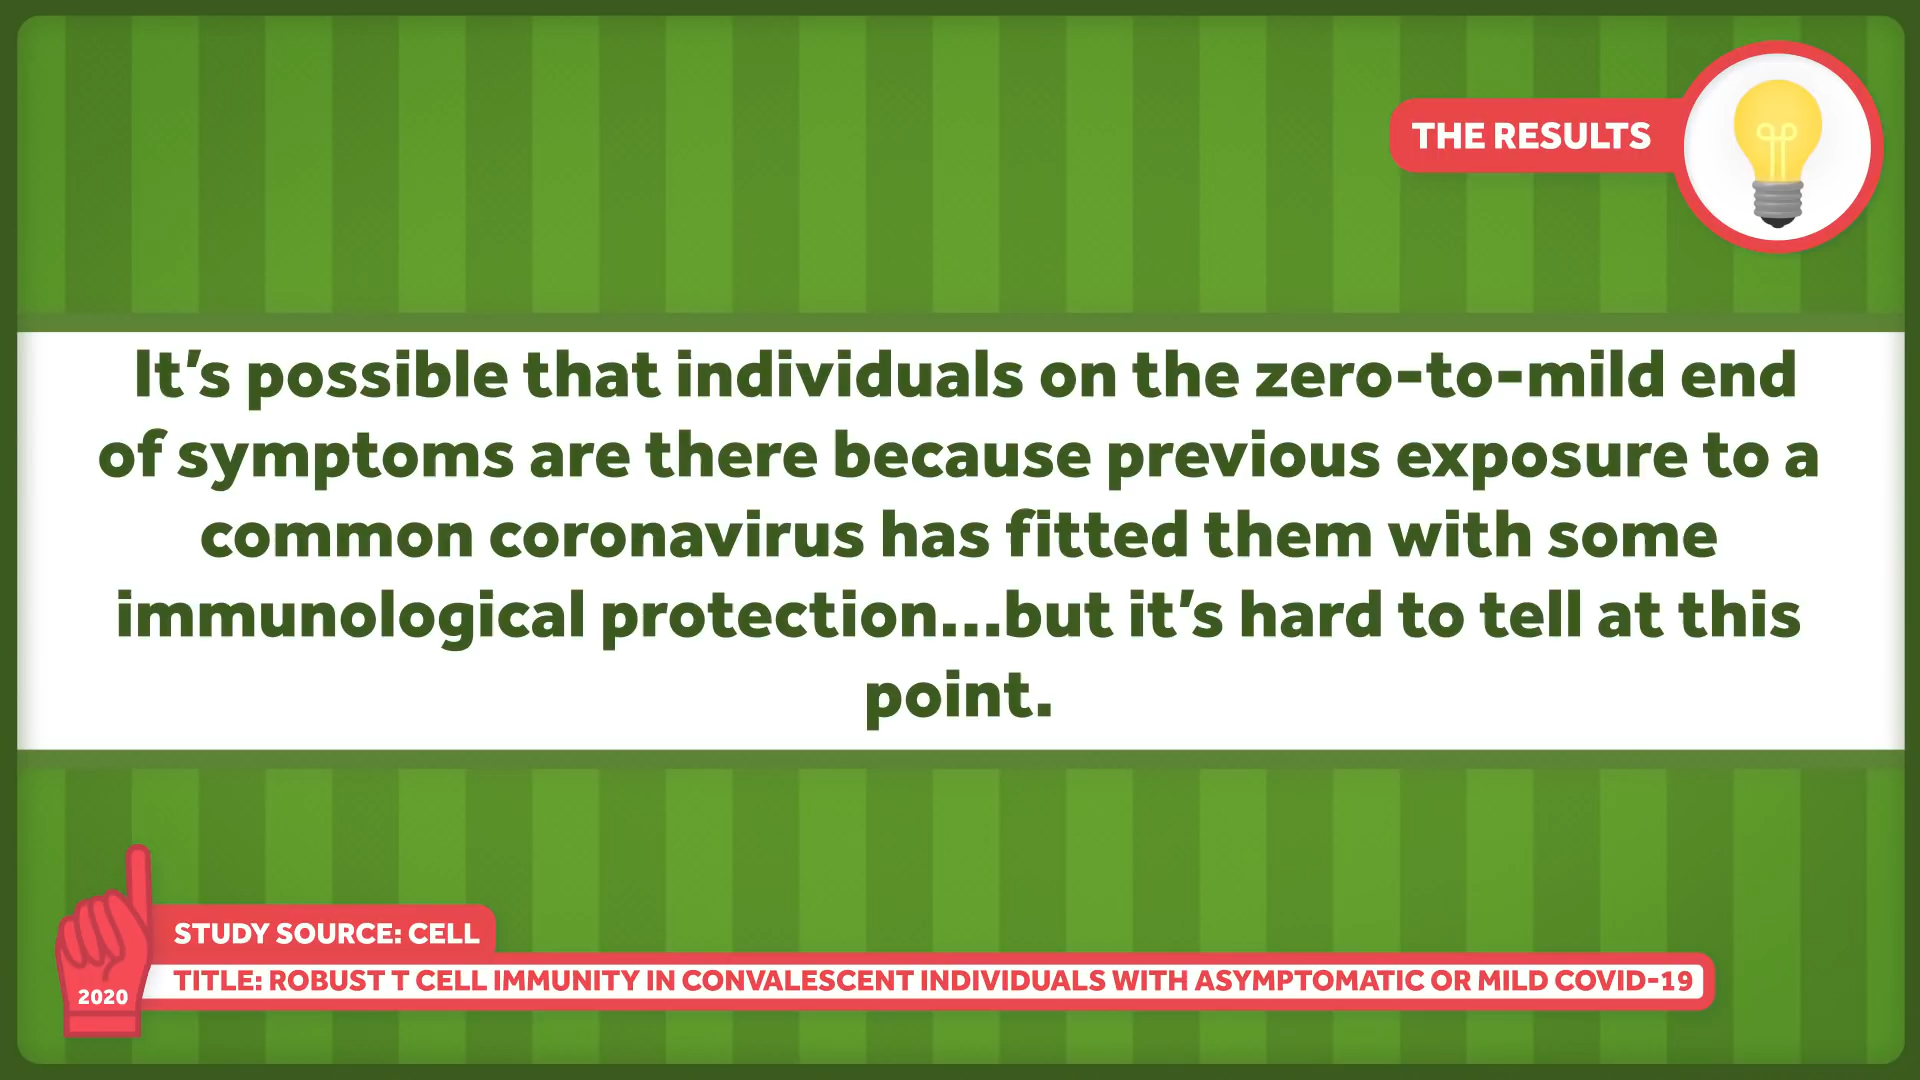 THE RESULTS
It’s possible that individuals on the zero-to-mild end
of symptoms are there because previous exposure to a
common coronavirus has fitted them with some
immunological protection...but it’s hard to tell at this
point.
STUDY SOURCE: CELL
TITLE: ROBUST T CELL IMMUNITY IN CONVALESCENT INDIVIDUALS WITH ASYMPTOMATIC OR MILD COVID-19
2020